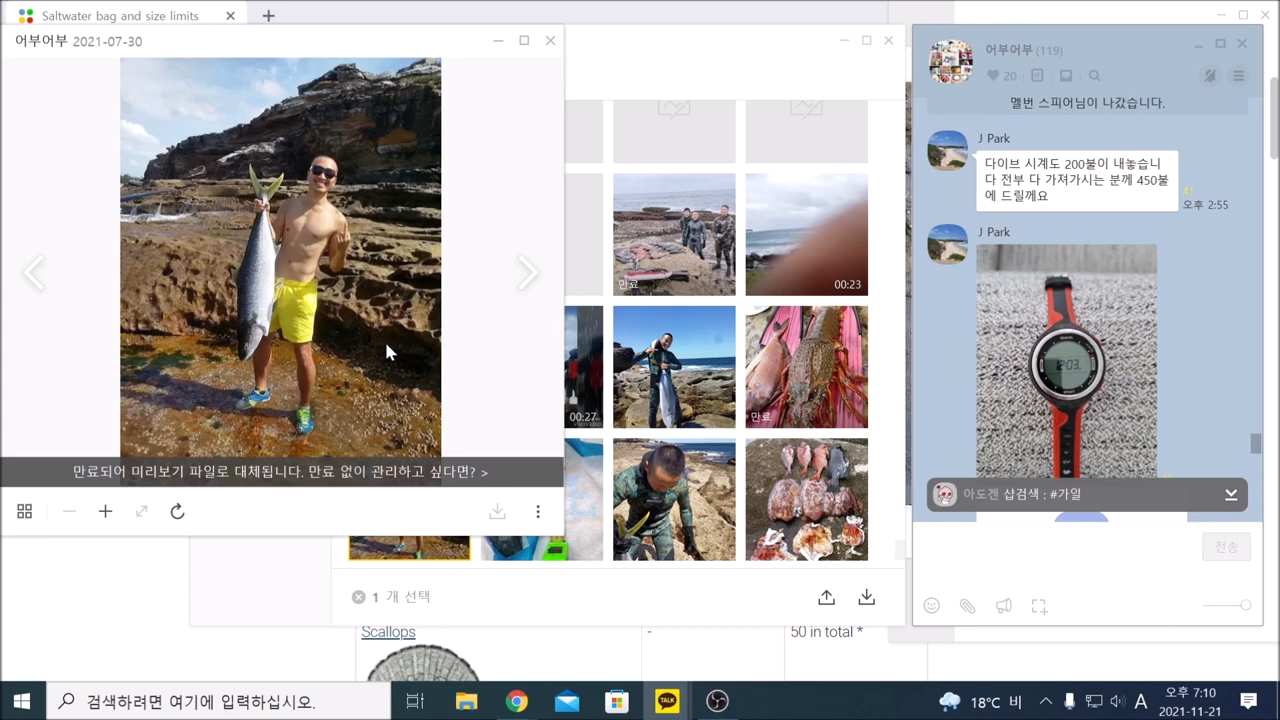 Saltwater bag and size limits
어부어부 2021-07-30
만료되어 미리보기 파일로 대체됩니다. 만료 없이 관리하고 싶다면? >
만료
00:23
00:27
만료
1 개 선택
Scallops
-
50 in total *
어부어부 (119)
20
멜번 스피어님이 나갔습니다.
J Park
다이브 시계도 200불이 내놓습니
다 전부 다 가져가시는 분께 450불
에 드릴께요
41
오후 2:55
J Park
12:03
아도겐 샵검색 : #가일
전송
검색하려면 여기에 입력하십시오.
TALK
18°C 비
A
오후 7:10
2021-11-21